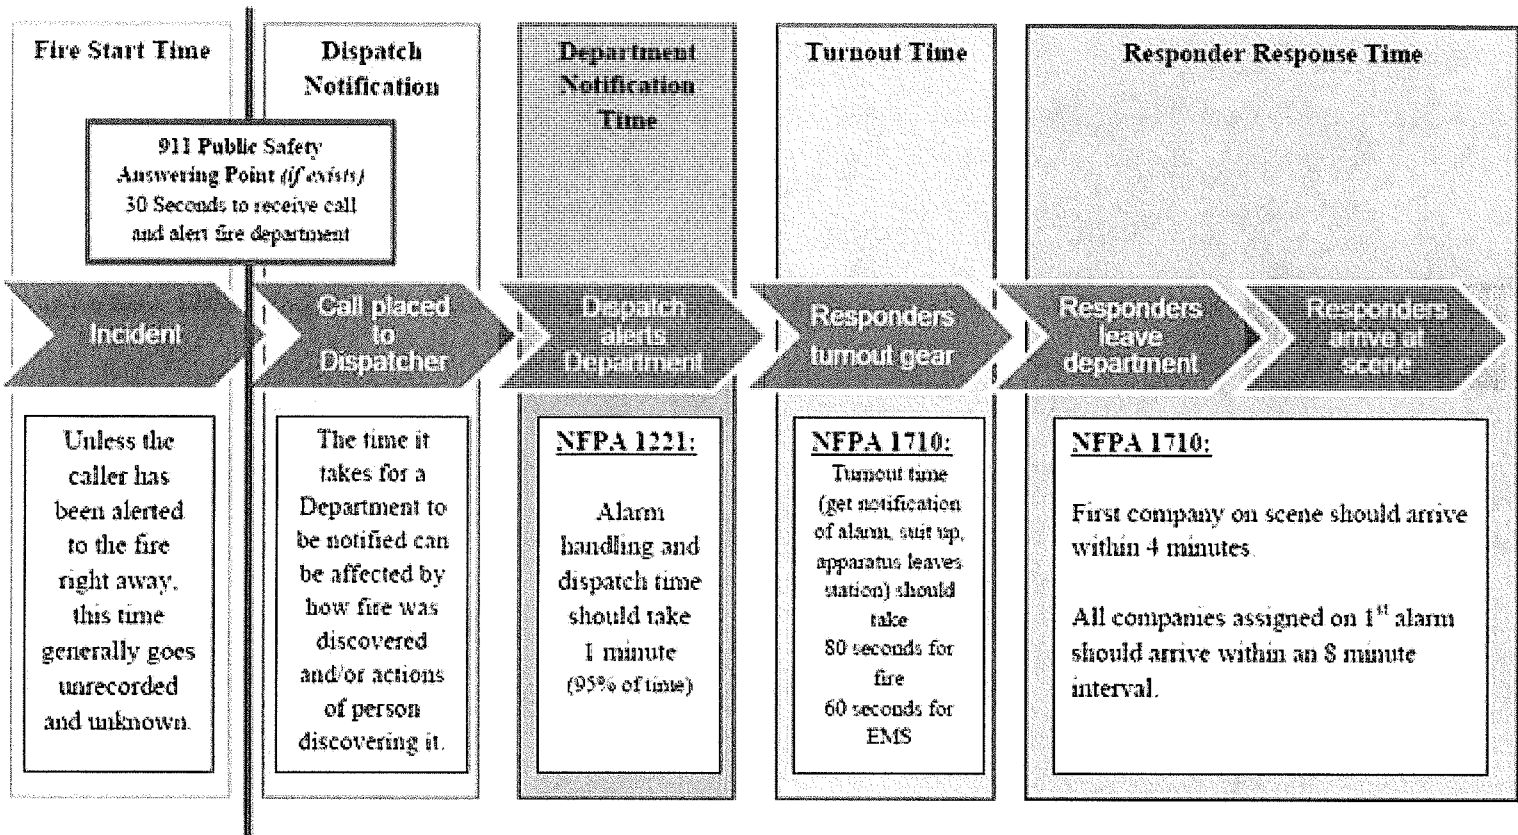 Fire Start Time
Dispatch
Notification
Department
Notification
Time
Turnout Time
Responder Response Time
911 Public Safety
Answering Point (if exists)
30 Seconds to receive call
and alert fire department
Incident
Call placed
to
Dispatcher
Dispatch
alerts
Department
Responders
turnout gear
Responders
leave
department
Responders
arrive at
scene
Unless the
caller has
been alerted
to the fire
right away,
this time
generally goes
unrecorded
and unknown.
The time it
takes for a
Department to
be notified can
be affected by
how fire was
discovered
and/or actions
of person
discovering it.
NFPA 1221:
Alarm
handling and
dispatch time
should take
1 minute
(95% of time)
NFPA 1710:
Turnout time
(get notification
of alarm, suit up,
apparatus leaves
station) should
take
80 seconds for
fire
60 seconds for
EMS
NFPA 1710:
First company on scene should arrive
within 4 minutes.
All companies assigned on 1st alarm
should arrive within an 8 minute
interval.